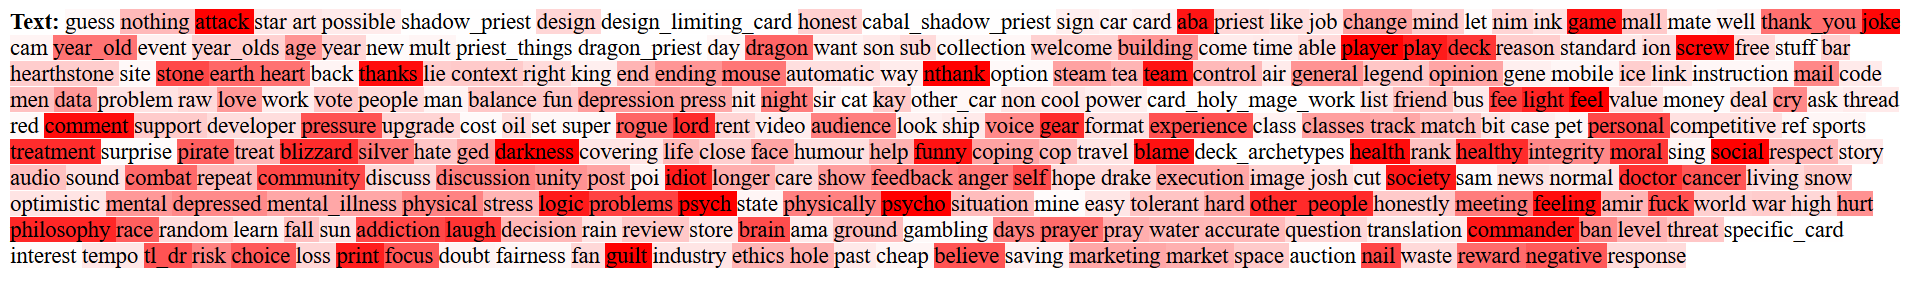 Text: guess nothing attack star art possible shadow_priest design design_limiting_card honest cabal_shadow_priest sign car card aba priest like job change mind let nim ink game mall mate well thank_you joke
cam year_old event year_olds age year new mult priest_things dragon_priest day dragon want son sub collection welcome building come time able player play deck reason standard ion screw free stuff bar
hearthstone site stone earth heart back thanks lie context right king end ending mouse automatic way nthank option steam tea team control air general legend opinion gene mobile ice link instruction mail code
men data problem raw love work vote people man balance fun depression press nit night sir cat kay other_car non cool power card_holy_mage_work list friend bus fee light feel value money deal cry ask thread
red comment support developer pressure upgrade cost oil set super rogue lord rent video audience look ship voice gear format experience class classes track match bit case pet personal competitive ref sports
treatment surprise pirate treat blizzard silver hate ged darkness covering life close face humour help funny coping cop travel blame deck_archetypes health rank healthy integrity moral sing social respect story
audio sound combat repeat community discuss discussion unity post poi idiot longer care show feedback anger self hope drake execution image josh cut society sam news normal doctor cancer living snow
optimistic mental depressed mental_illness physical stress logic problems psych state physically psycho situation mine easy tolerant hard other_people honestly meeting feeling amir fuck world war high hurt
philosophy race random learn fall sun addiction laugh decision rain review store brain ama ground gambling days prayer pray water accurate question translation commander ban level threat specific_card
interest tempo tl_dr risk choice loss print focus doubt fairness fan guilt industry ethics hole past cheap believe saving marketing market space auction nail waste reward negative response